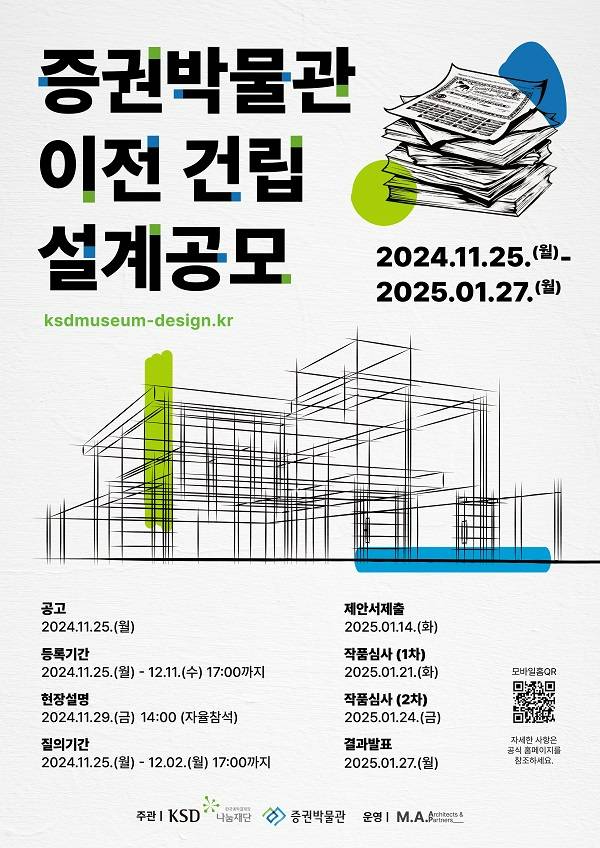 증권박물관
이전 건립
설계공모
ksdmuseum-design.kr
2024.11.25.(월)-
2025.01.27.(월)
공고
2024.11.25.(월)
등록기간
2024.11.25.(월) - 12.11.(수) 17:00까지
현장설명
2024.11.29.(금) 14:00 (자율참석)
질의기간
2024.11.25.(월) - 12.02.(월) 17:00까지
제안서제출
2025.01.14.(화)
작품심사 (1차)
2025.01.21.(화)
작품심사 (2차)
2025.01.24.(금)
결과발표
2025.01.27.(월)
모바일홈QR
자세한 사항은
공식 홈페이지를
참조하세요.
주관 | KSD 나눔재단 증권박물관 운영 | M.A. Architects & Partners